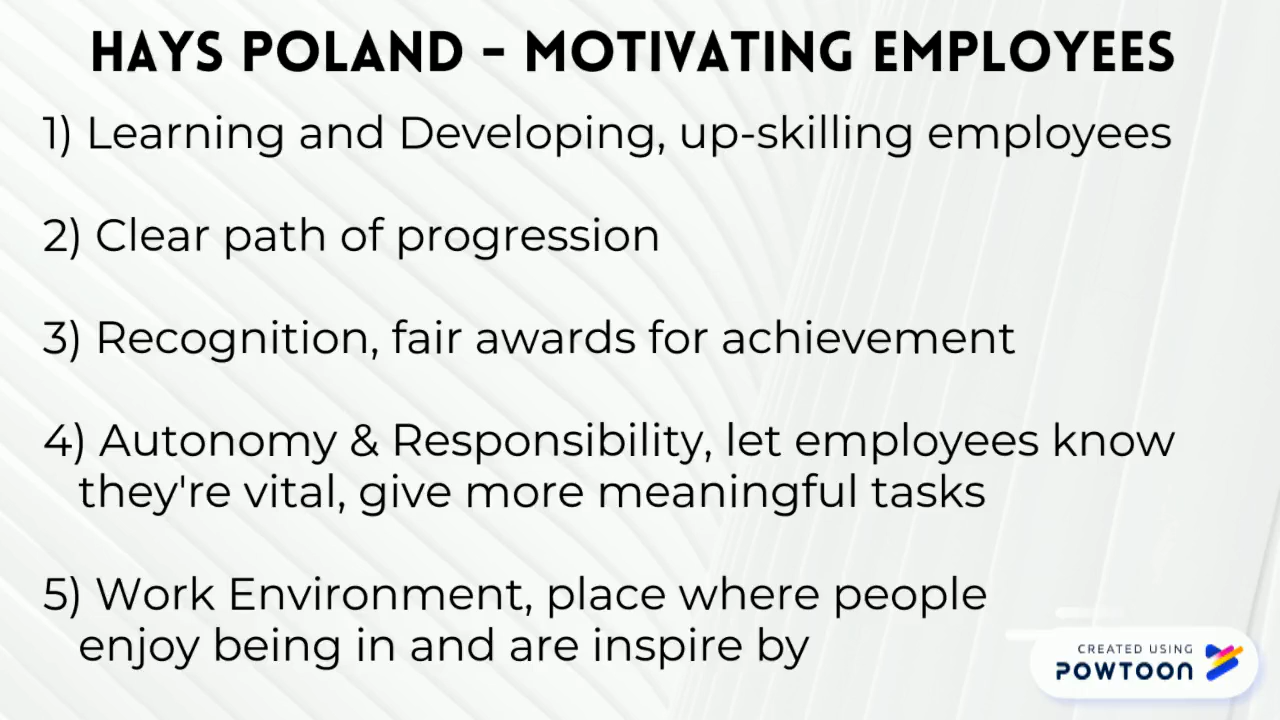 HAYS POLAND - MOTIVATING EMPLOYEES
1) Learning and Developing, up-skilling employees
2) Clear path of progression
3) Recognition, fair awards for achievement
4) Autonomy & Responsibility, let employees know
they're vital, give more meaningful tasks
5) Work Environment, place where people
enjoy being in and are inspire by
CREATED USING
POWTOON